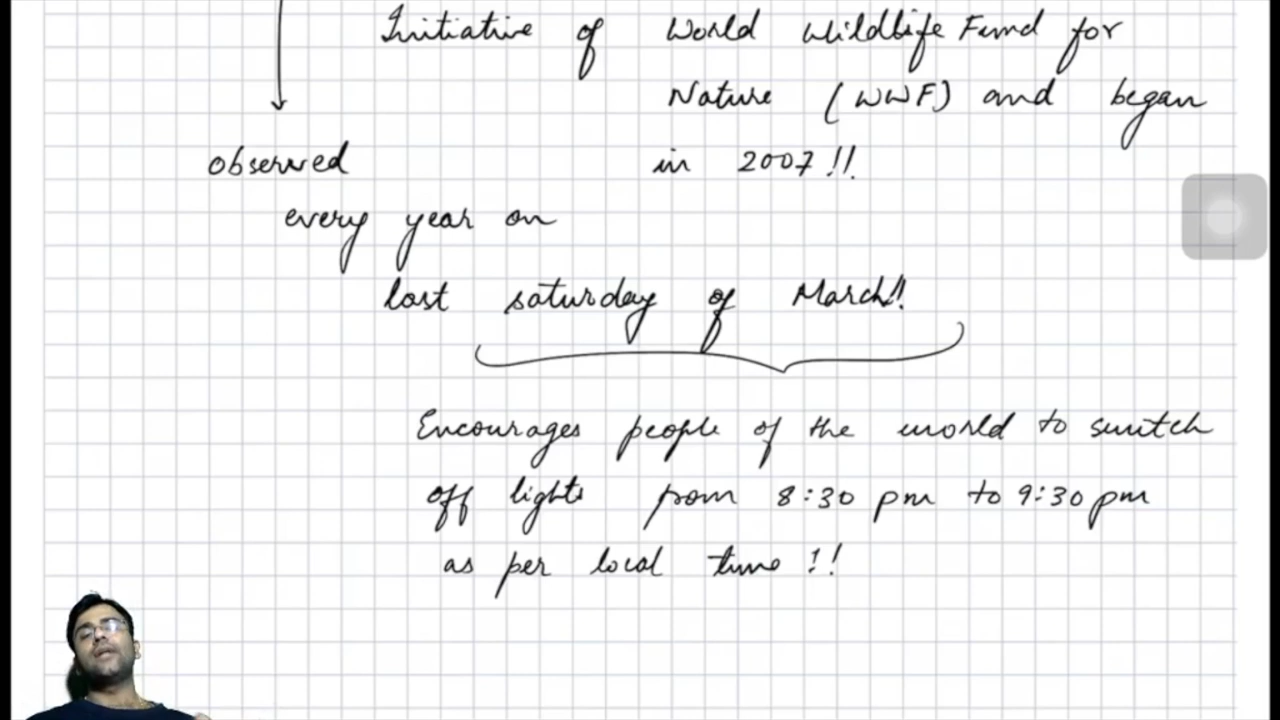 Initiative of World Wildlife Fund for
Nature (WWF) and began
in 2007!!
observed
every year on
last saturday of March!!
Encourages people of the world to switch
off lights from 8:30 pm to 9:30 pm
as per local time !!